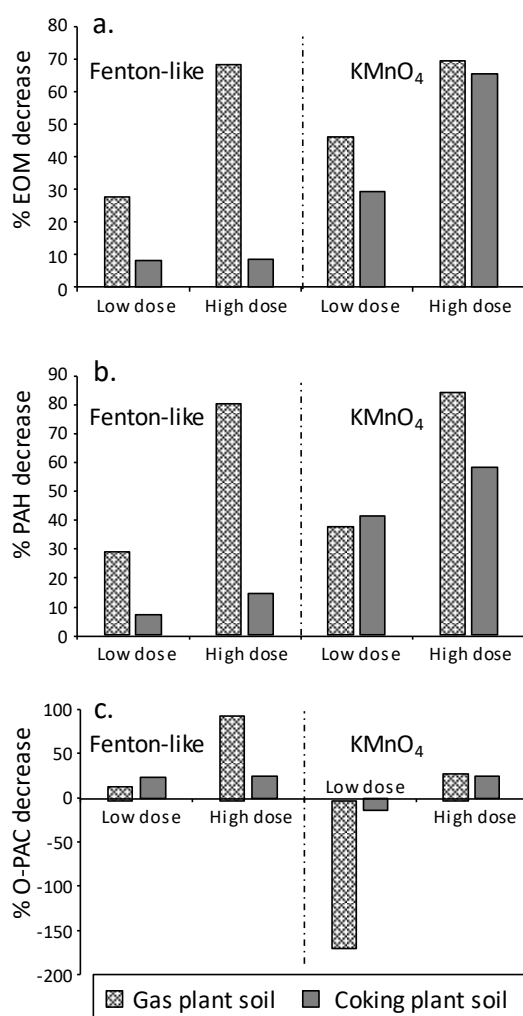 a.
Fenton-like
KMnO₄
% EOM decrease
80
70
60
50
40
30
20
10
0
Low dose
High dose
Low dose
High dose
b.
Fenton-like
KMnO₄
% PAH decrease
90
80
70
60
50
40
30
20
10
0
Low dose
High dose
Low dose
High dose
c.
Fenton-like
KMnO₄
% O-PAC decrease
100
50
0
-50
-100
-150
-200
Low dose
High dose
Low dose
High dose
Gas plant soil
Coking plant soil